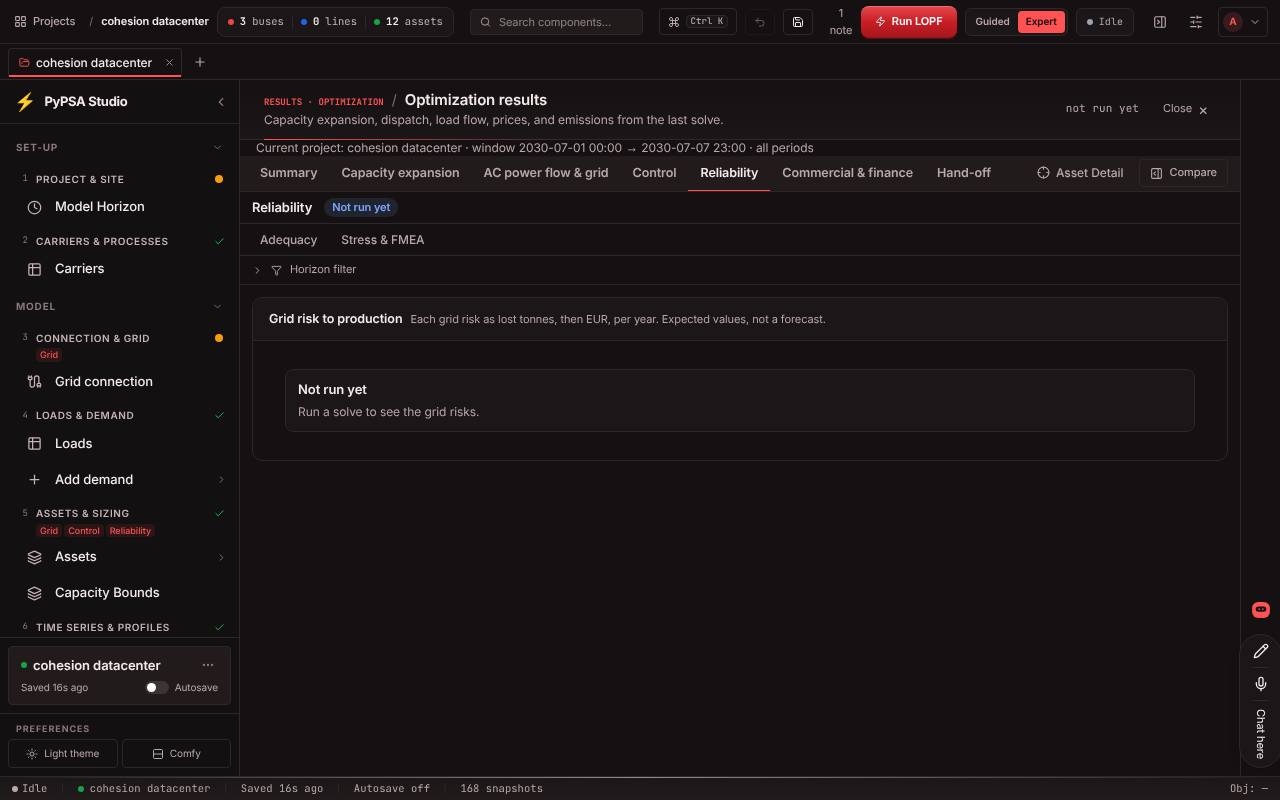 Projects / cohesion datacenter 3 buses 0 lines 12 assets Search components... ⌘ Ctrl K 1 note Run LOPF Guided Expert Idle A
cohesion datacenter × +
PyPSA Studio
SET-UP
1 PROJECT & SITE
Model Horizon
2 CARRIERS & PROCESSES
Carriers
MODEL
3 CONNECTION & GRID
Grid
Grid connection
4 LOADS & DEMAND
Loads
Add demand
5 ASSETS & SIZING
Grid Control Reliability
Assets
Capacity Bounds
6 TIME SERIES & PROFILES
cohesion datacenter ...
Saved 16s ago Autosave
PREFERENCES
Light theme Comfy
RESULTS · OPTIMIZATION / Optimization results
Capacity expansion, dispatch, load flow, prices, and emissions from the last solve.
not run yet Close ×
Current project: cohesion datacenter · window 2030-07-01 00:00 → 2030-07-07 23:00 · all periods
Summary Capacity expansion AC power flow & grid Control Reliability Commercial & finance Hand-off Asset Detail Compare
Reliability Not run yet
Adequacy Stress & FMEA
Horizon filter
Grid risk to production Each grid risk as lost tonnes, then EUR, per year. Expected values, not a forecast.
Not run yet
Run a solve to see the grid risks.
Chat here
Idle cohesion datacenter Saved 16s ago Autosave off 168 snapshots Obj: —